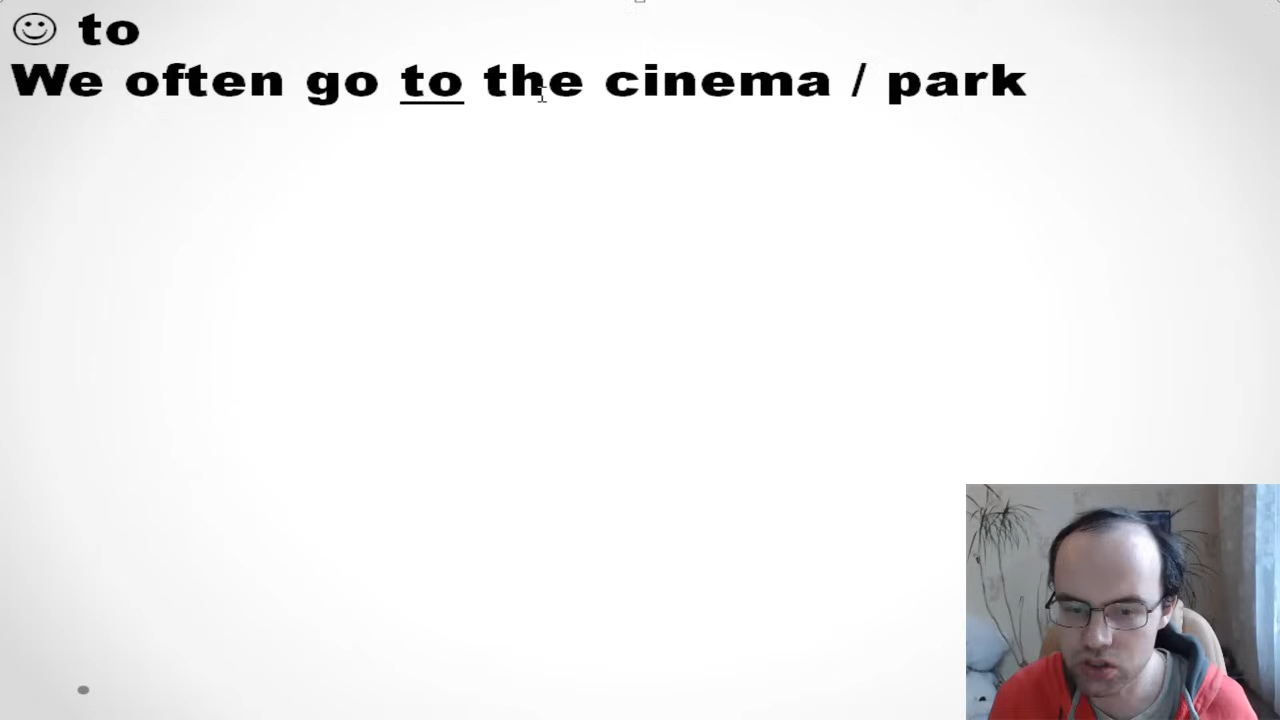 ☺ to
We often go to the cinema / park